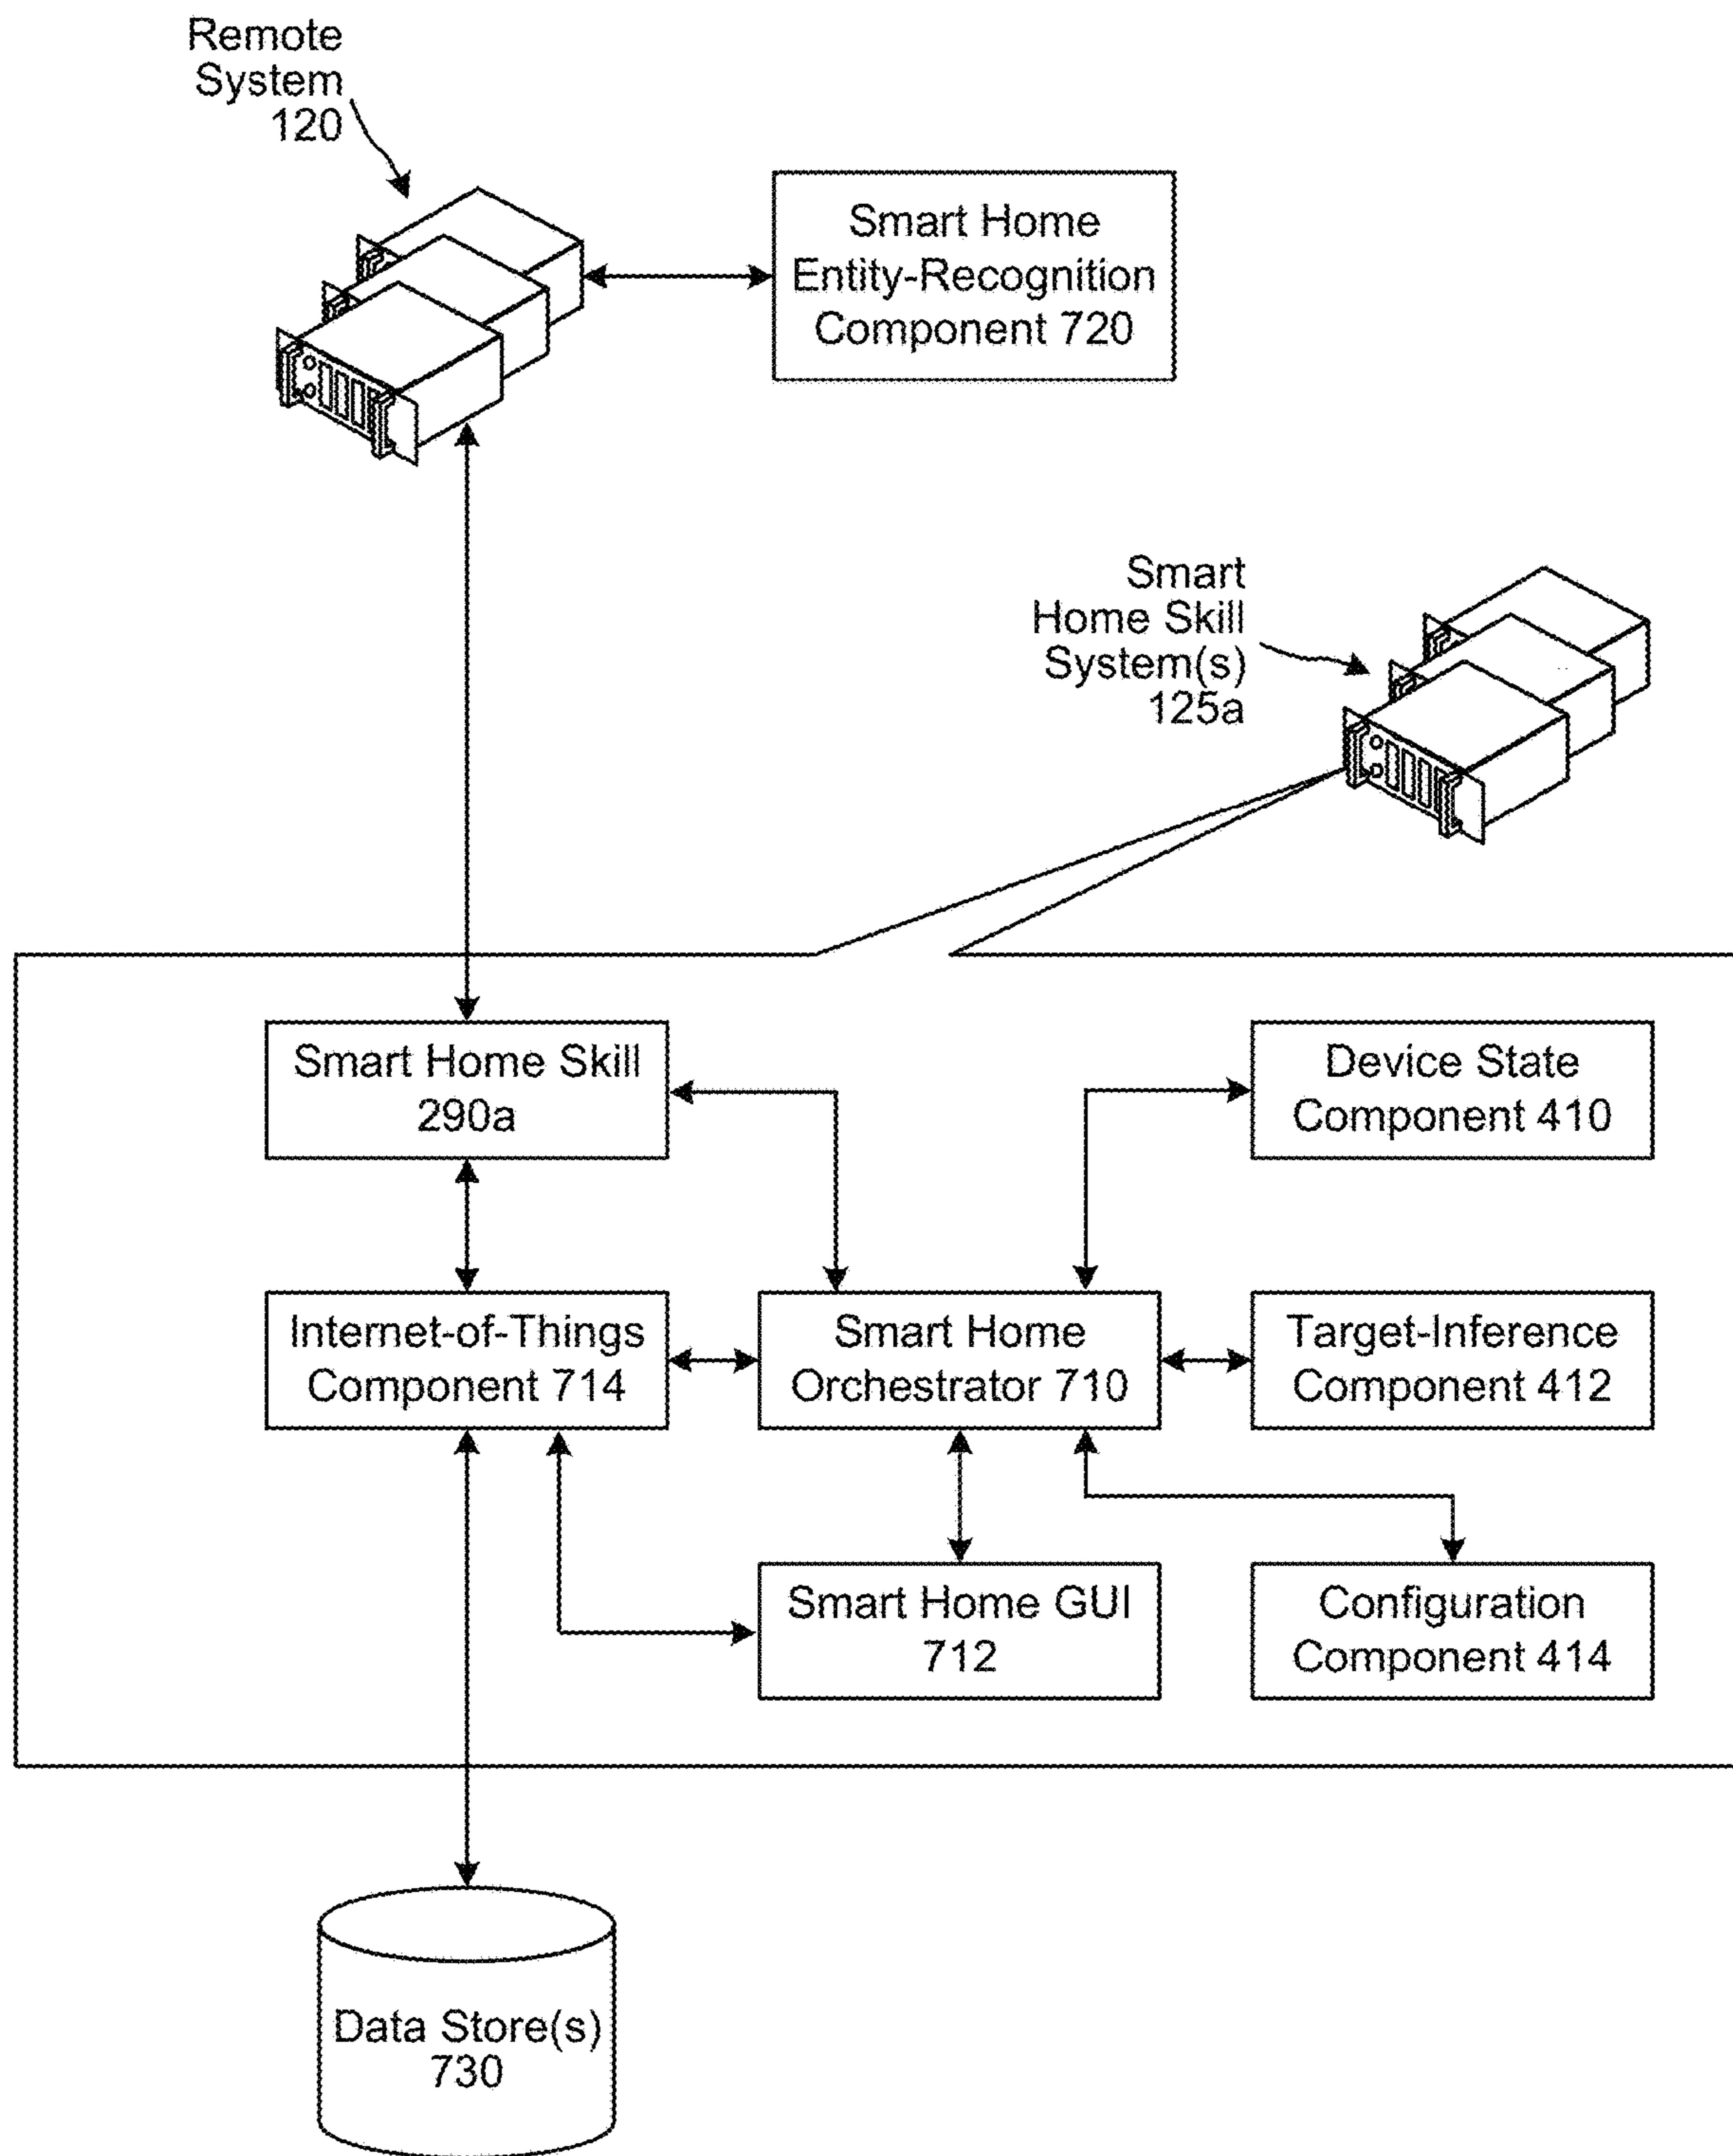 Remote
System
120
Smart Home
Entity-Recognition
Component 720
Smart
Home Skill
System(s)
125a
Smart Home Skill
290a
Device State
Component 410
Internet-of-Things
Component 714
Smart Home
Orchestrator 710
Target-Inference
Component 412
Smart Home GUI
712
Configuration
Component 414
Data Store(s)
730